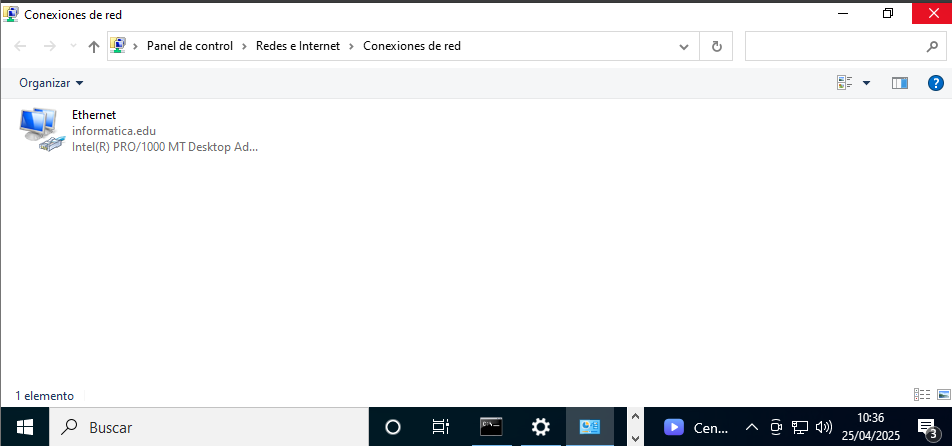 Conexiones de red
Panel de control > Redes e Internet > Conexiones de red
Organizar
Ethernet
informatica.edu
Intel(R) PRO/1000 MT Desktop Ad...
1 elemento
Buscar
Cen...
10:36
25/04/2025
3